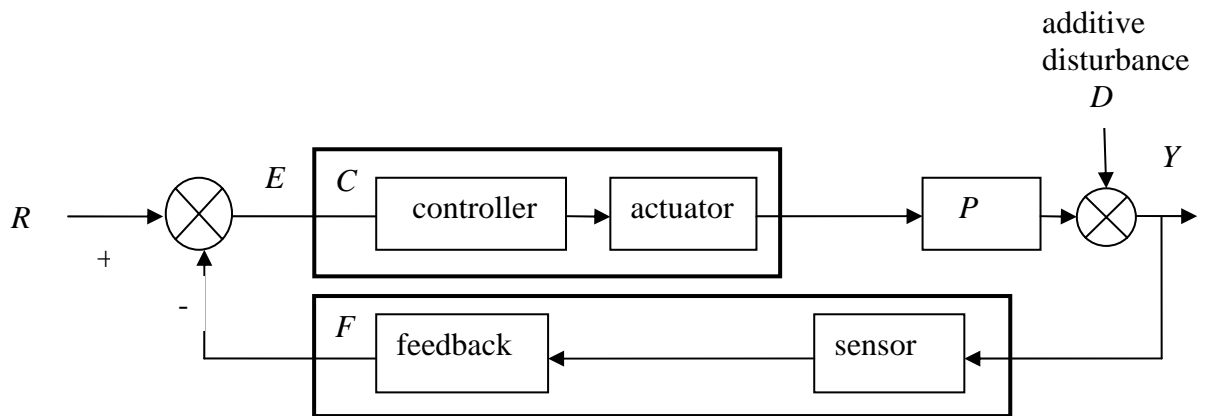 additive
disturbance
D
Y
E
C
controller
actuator
P
R
+
-
F
feedback
sensor